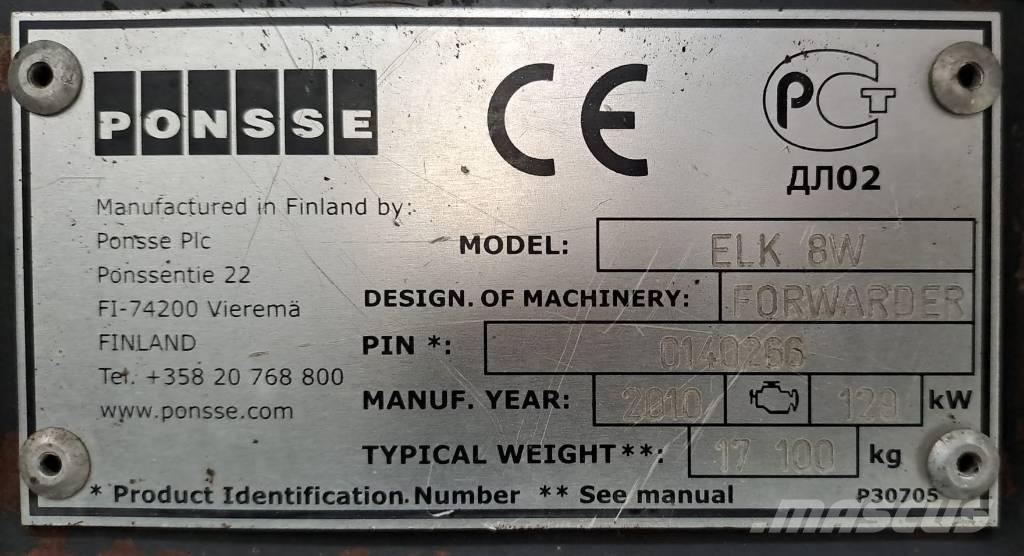 PONSSE
CE
РСТ
ДЛ02
Manufactured in Finland by:
Ponsse Plc
Ponssentie 22
FI-74200 Vieremä
FINLAND
Tel. +358 20 768 800
www.ponsse.com
MODEL: ELK 8W
DESIGN. OF MACHINERY: FORWARDER
PIN *: 0140266
MANUF. YEAR: 2010 129 kW
TYPICAL WEIGHT**: 17 100 kg
* Product Identification Number ** See manual P30705
MASCUS